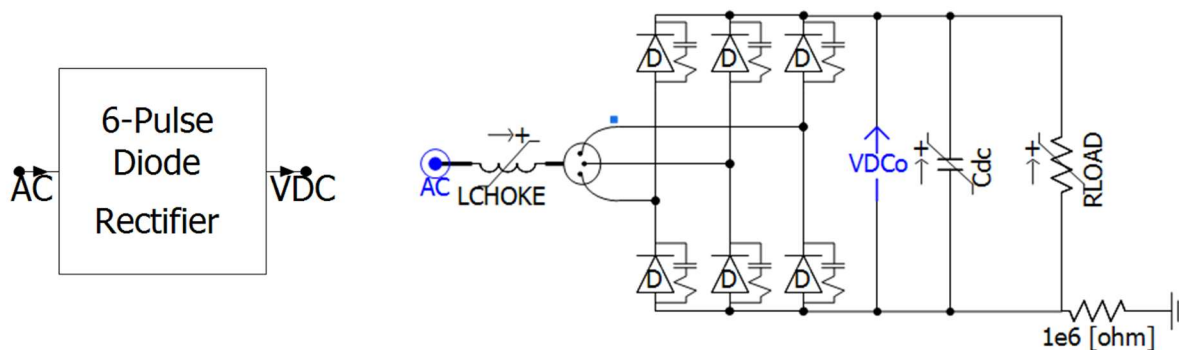 6-Pulse
Diode
Rectifier
AC
VDC
AC
LCHOKE
D
D
D
D
D
D
VDCo
Cdc
RLOAD
1e6 [ohm]